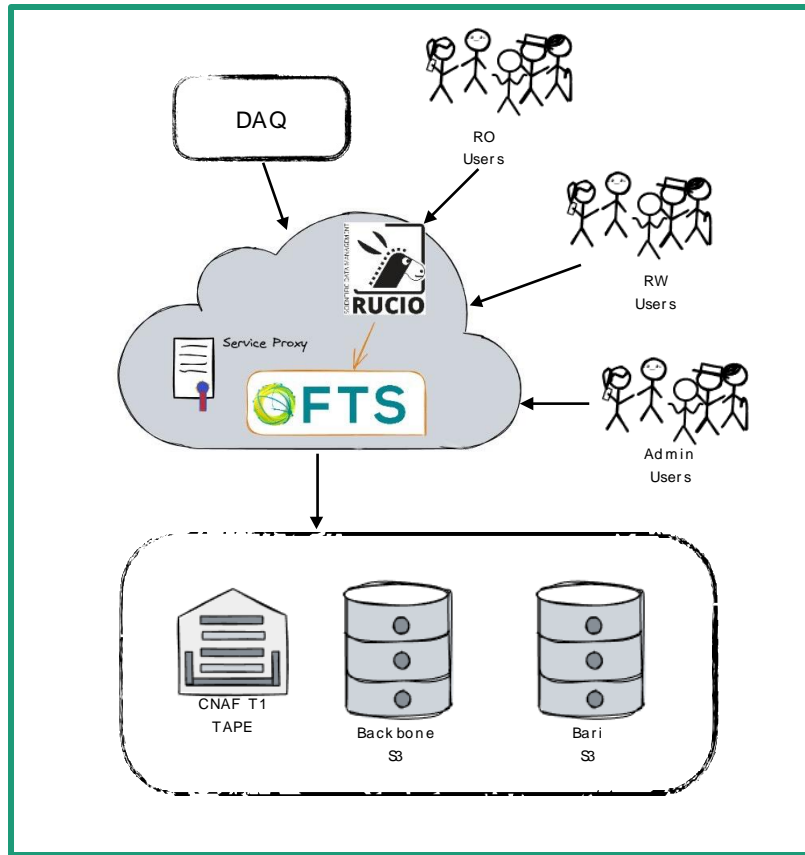 DAQ
RO
Users
RW
Users
SCIENTIFIC DATA MANAGEMENT
RUCIO
Service Proxy
FTS
Admin
Users
CNAF T1
TAPE
Backbone
S3
Bari
S3